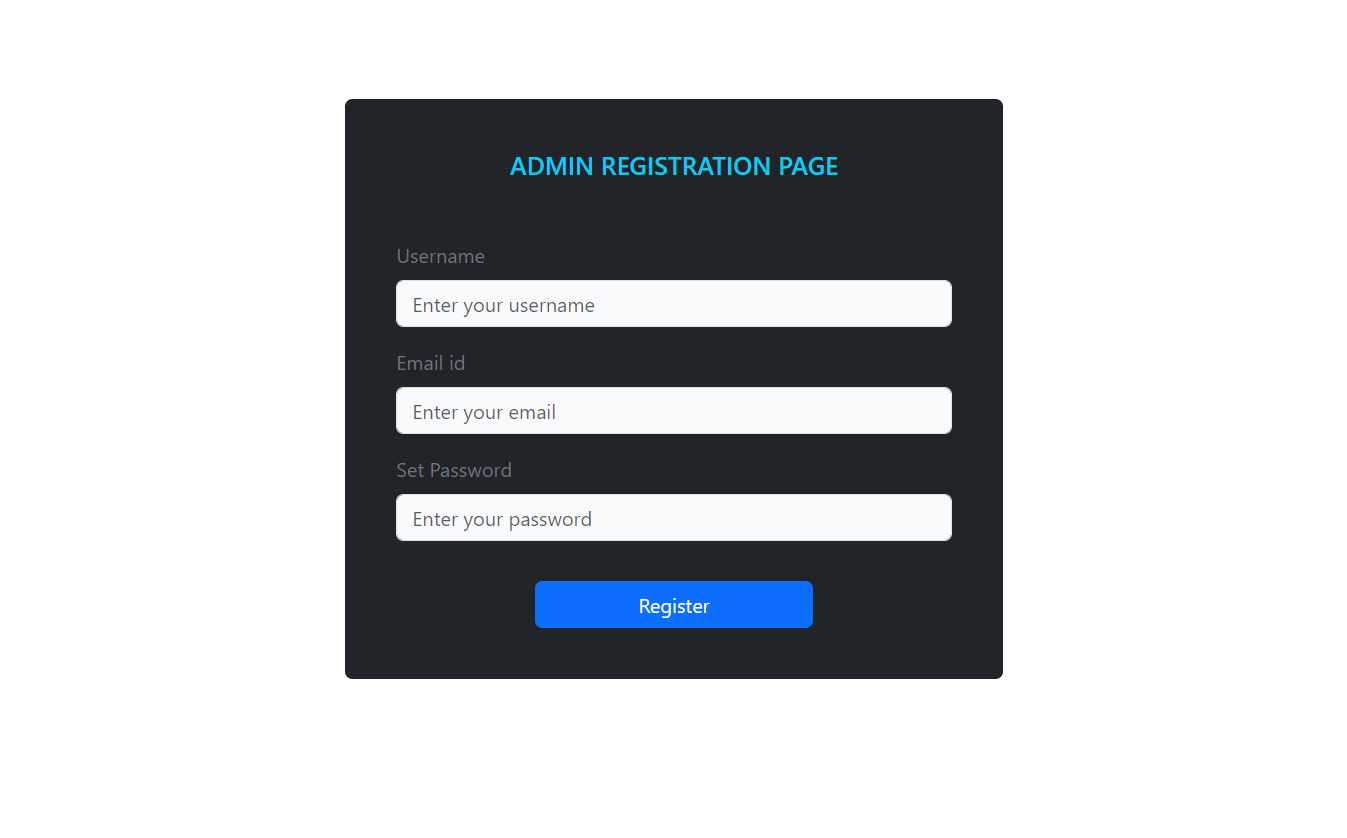 ADMIN REGISTRATION PAGE
Username
Enter your username
Email id
Enter your email
Set Password
Enter your password
Register